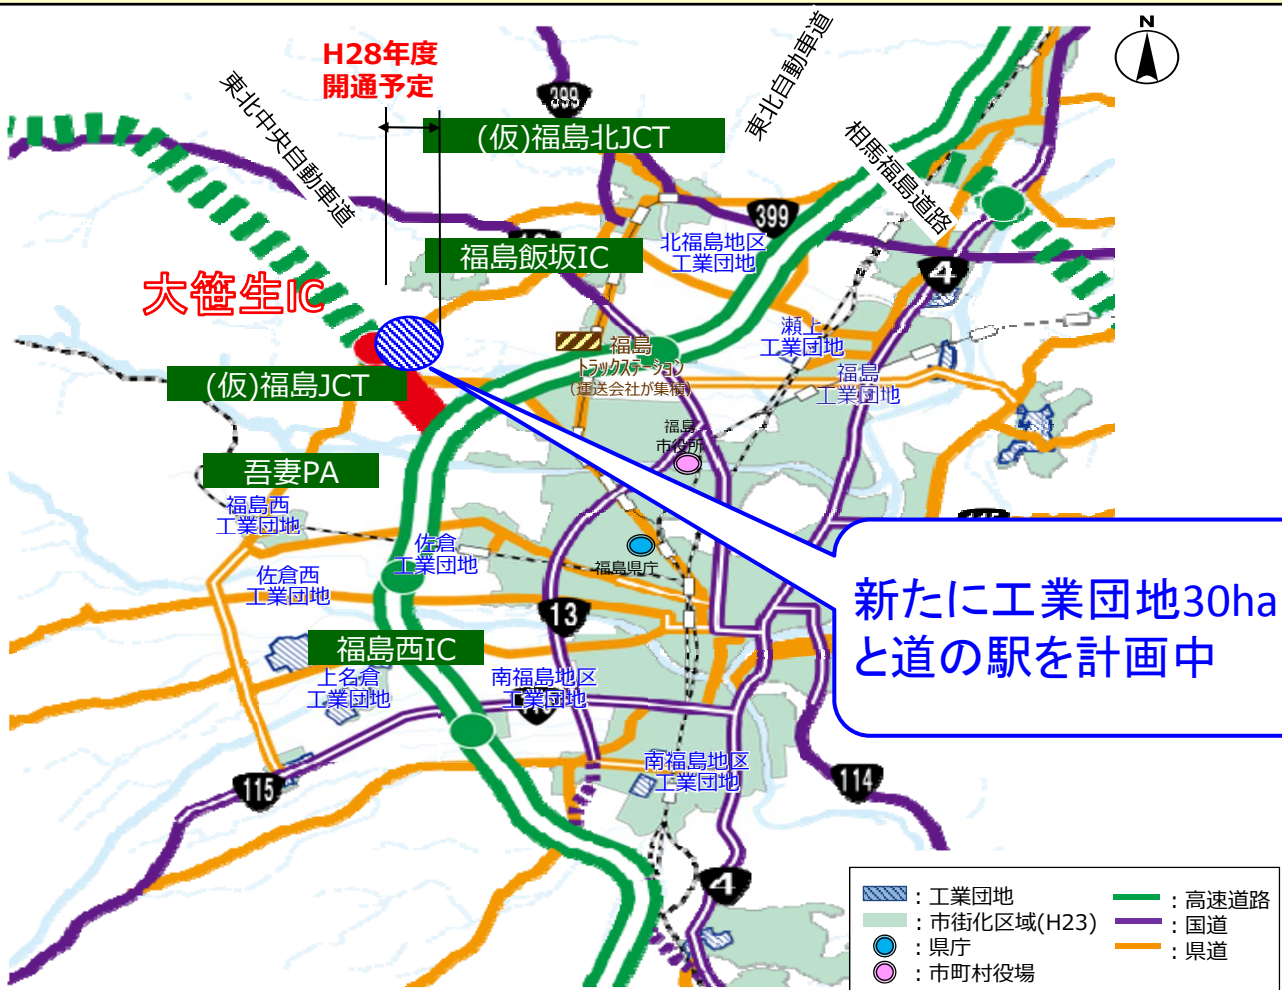 N
H28年度
開通予定
東北中央自動車道
東北自動車道
相馬福島道路
399
(仮)福島北JCT
399
北福島地区
工業団地
福島飯坂IC
4
大笹生IC
瀬上
工業団地
福島
トラックステーション
(運送会社が集積)
福島
工業団地
(仮)福島JCT
福島
市役所
吾妻PA
福島西
工業団地
佐倉
工業団地
福島県庁
佐倉西
工業団地
13
新たに工業団地30ha
と道の駅を計画中
福島西IC
上名倉
工業団地
南福島地区
工業団地
南福島地区
工業団地
115
114
4
:工業団地
:市街化区域(H23)
:県庁
:市町村役場
:高速道路
:国道
:県道